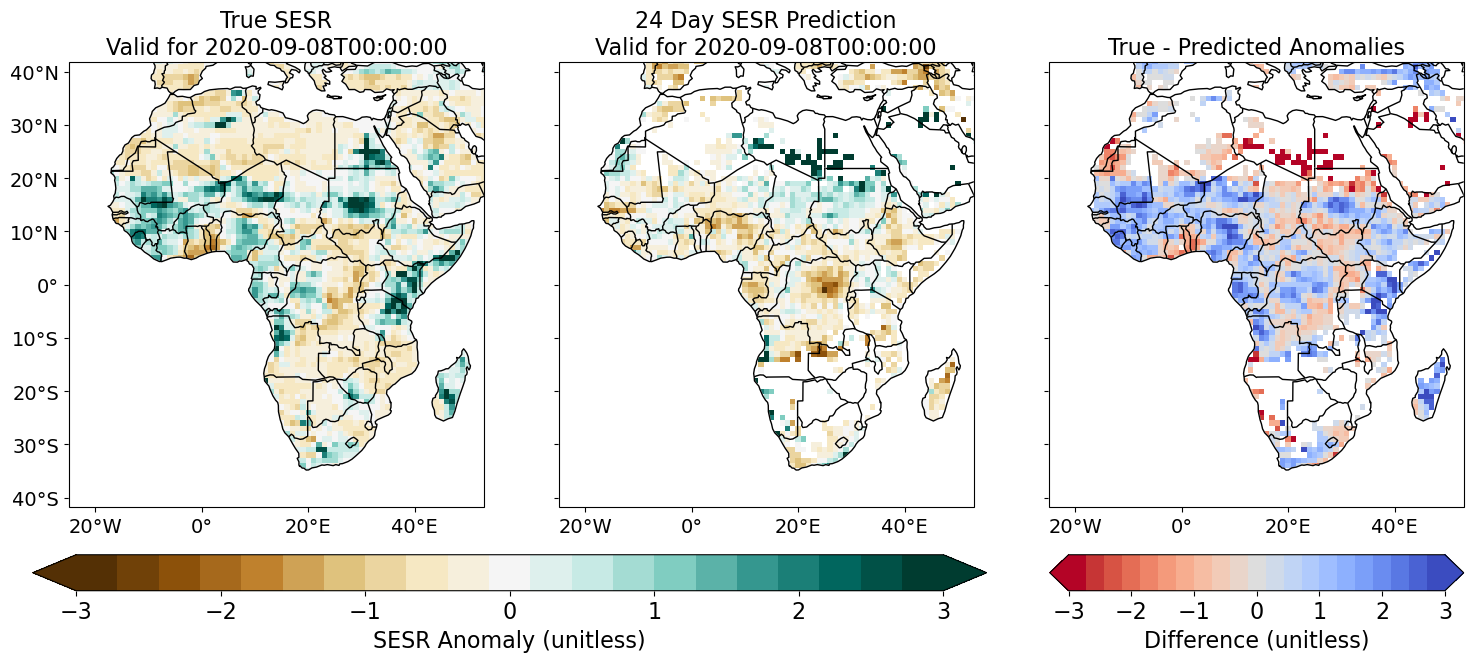 True SESR
Valid for 2020-09-08T00:00:00
24 Day SESR Prediction
Valid for 2020-09-08T00:00:00
True - Predicted Anomalies
40°N
30°N
20°N
10°N
0°
10°S
20°S
30°S
40°S
20°W 0° 20°E 40°E
20°W 0° 20°E 40°E
20°W 0° 20°E 40°E
−3 −2 −1 0 1 2 3
SESR Anomaly (unitless)
−3 −2 −1 0 1 2 3
Difference (unitless)